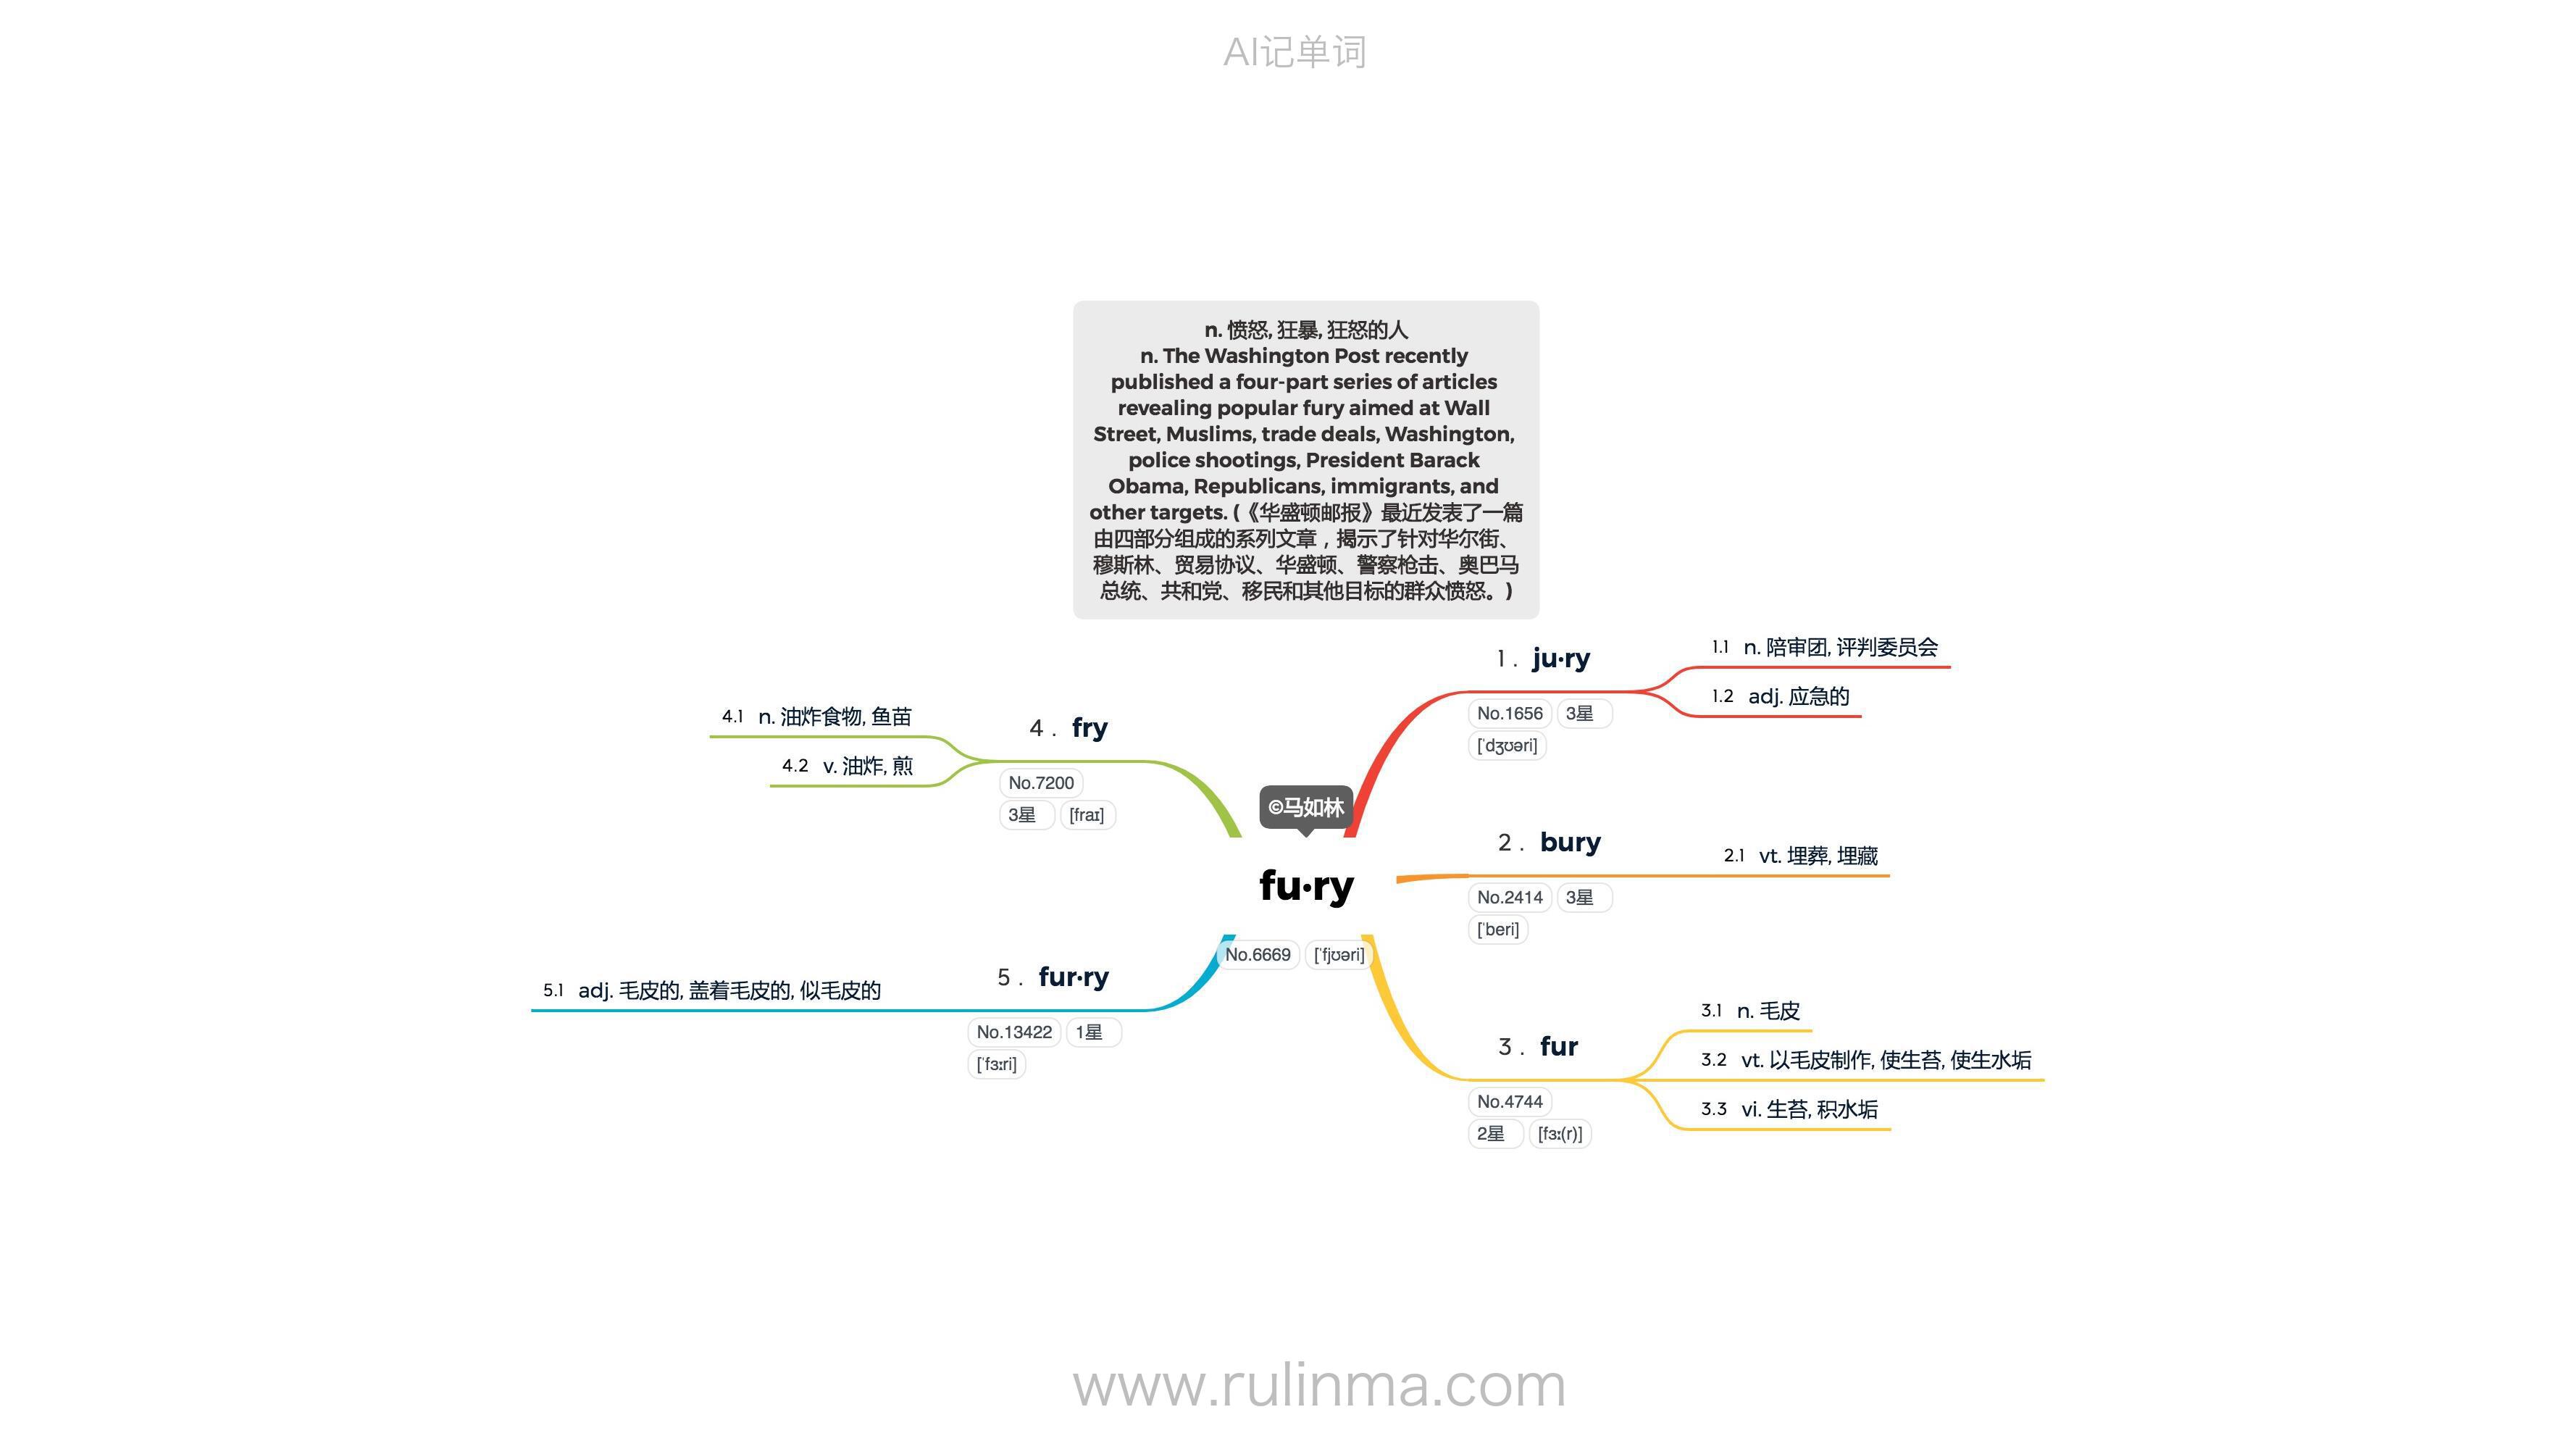 AI记单词
n. 愤怒, 狂暴, 狂怒的人
n. The Washington Post recently
published a four-part series of articles
revealing popular fury aimed at Wall
Street, Muslims, trade deals, Washington,
police shootings, President Barack
Obama, Republicans, immigrants, and
other targets. (《华盛顿邮报》最近发表了一篇
由四部分组成的系列文章，揭示了针对华尔街、
穆斯林、贸易协议、华盛顿、警察枪击、奥巴马
总统、共和党、移民和其他目标的群众愤怒。)
©马如林
fu·ry
No.6669 [ˈfjʊəri]
1 . ju·ry
No.1656 3星
[ˈdʒʊəri]
1.1 n. 陪审团, 评判委员会
1.2 adj. 应急的
2 . bury
No.2414 3星
[ˈberi]
2.1 vt. 埋葬, 埋藏
3 . fur
No.4744
2星 [fɜː(r)]
3.1 n. 毛皮
3.2 vt. 以毛皮制作, 使生苔, 使生水垢
3.3 vi. 生苔, 积水垢
4 . fry
No.7200
3星 [fraɪ]
4.1 n. 油炸食物, 鱼苗
4.2 v. 油炸, 煎
5 . fur·ry
No.13422 1星
[ˈfɜːri]
5.1 adj. 毛皮的, 盖着毛皮的, 似毛皮的
www.rulinma.com